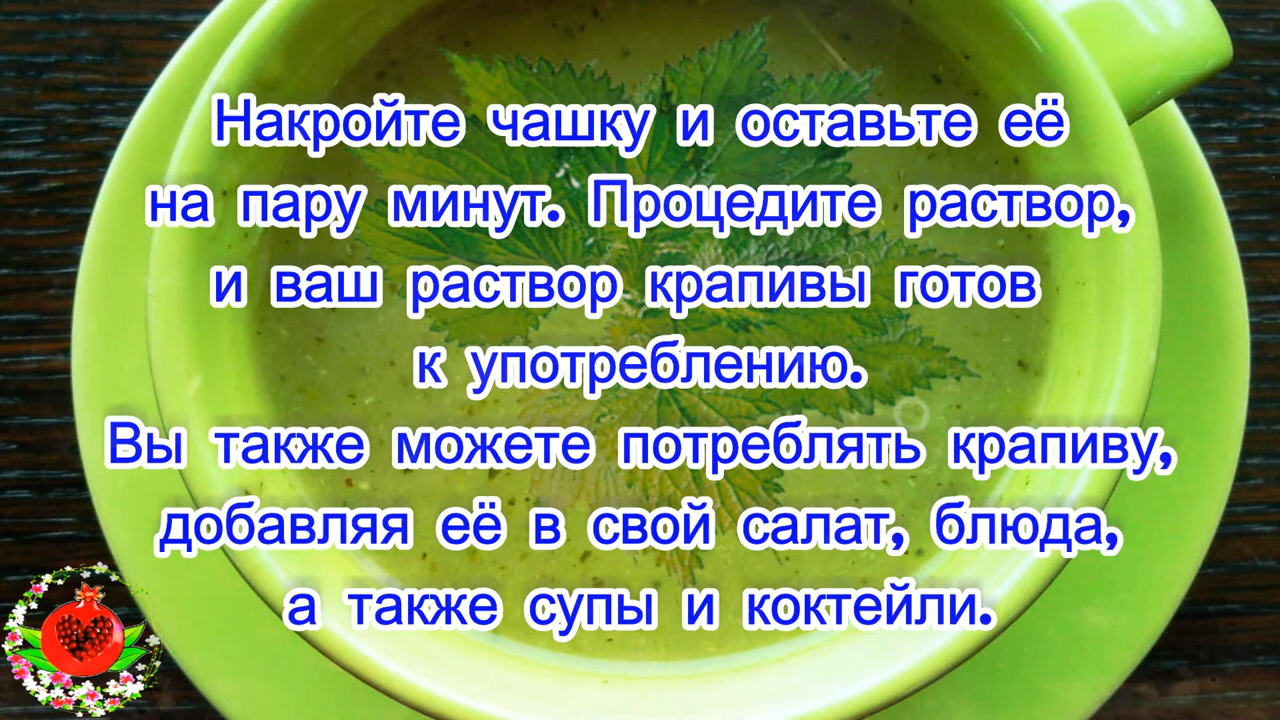 Накройте чашку и оставьте её
на пару минут. Процедите раствор,
и ваш раствор крапивы готов
к употреблению.
Вы также можете потреблять крапиву,
добавляя её в свой салат, блюда,
а также супы и коктейли.